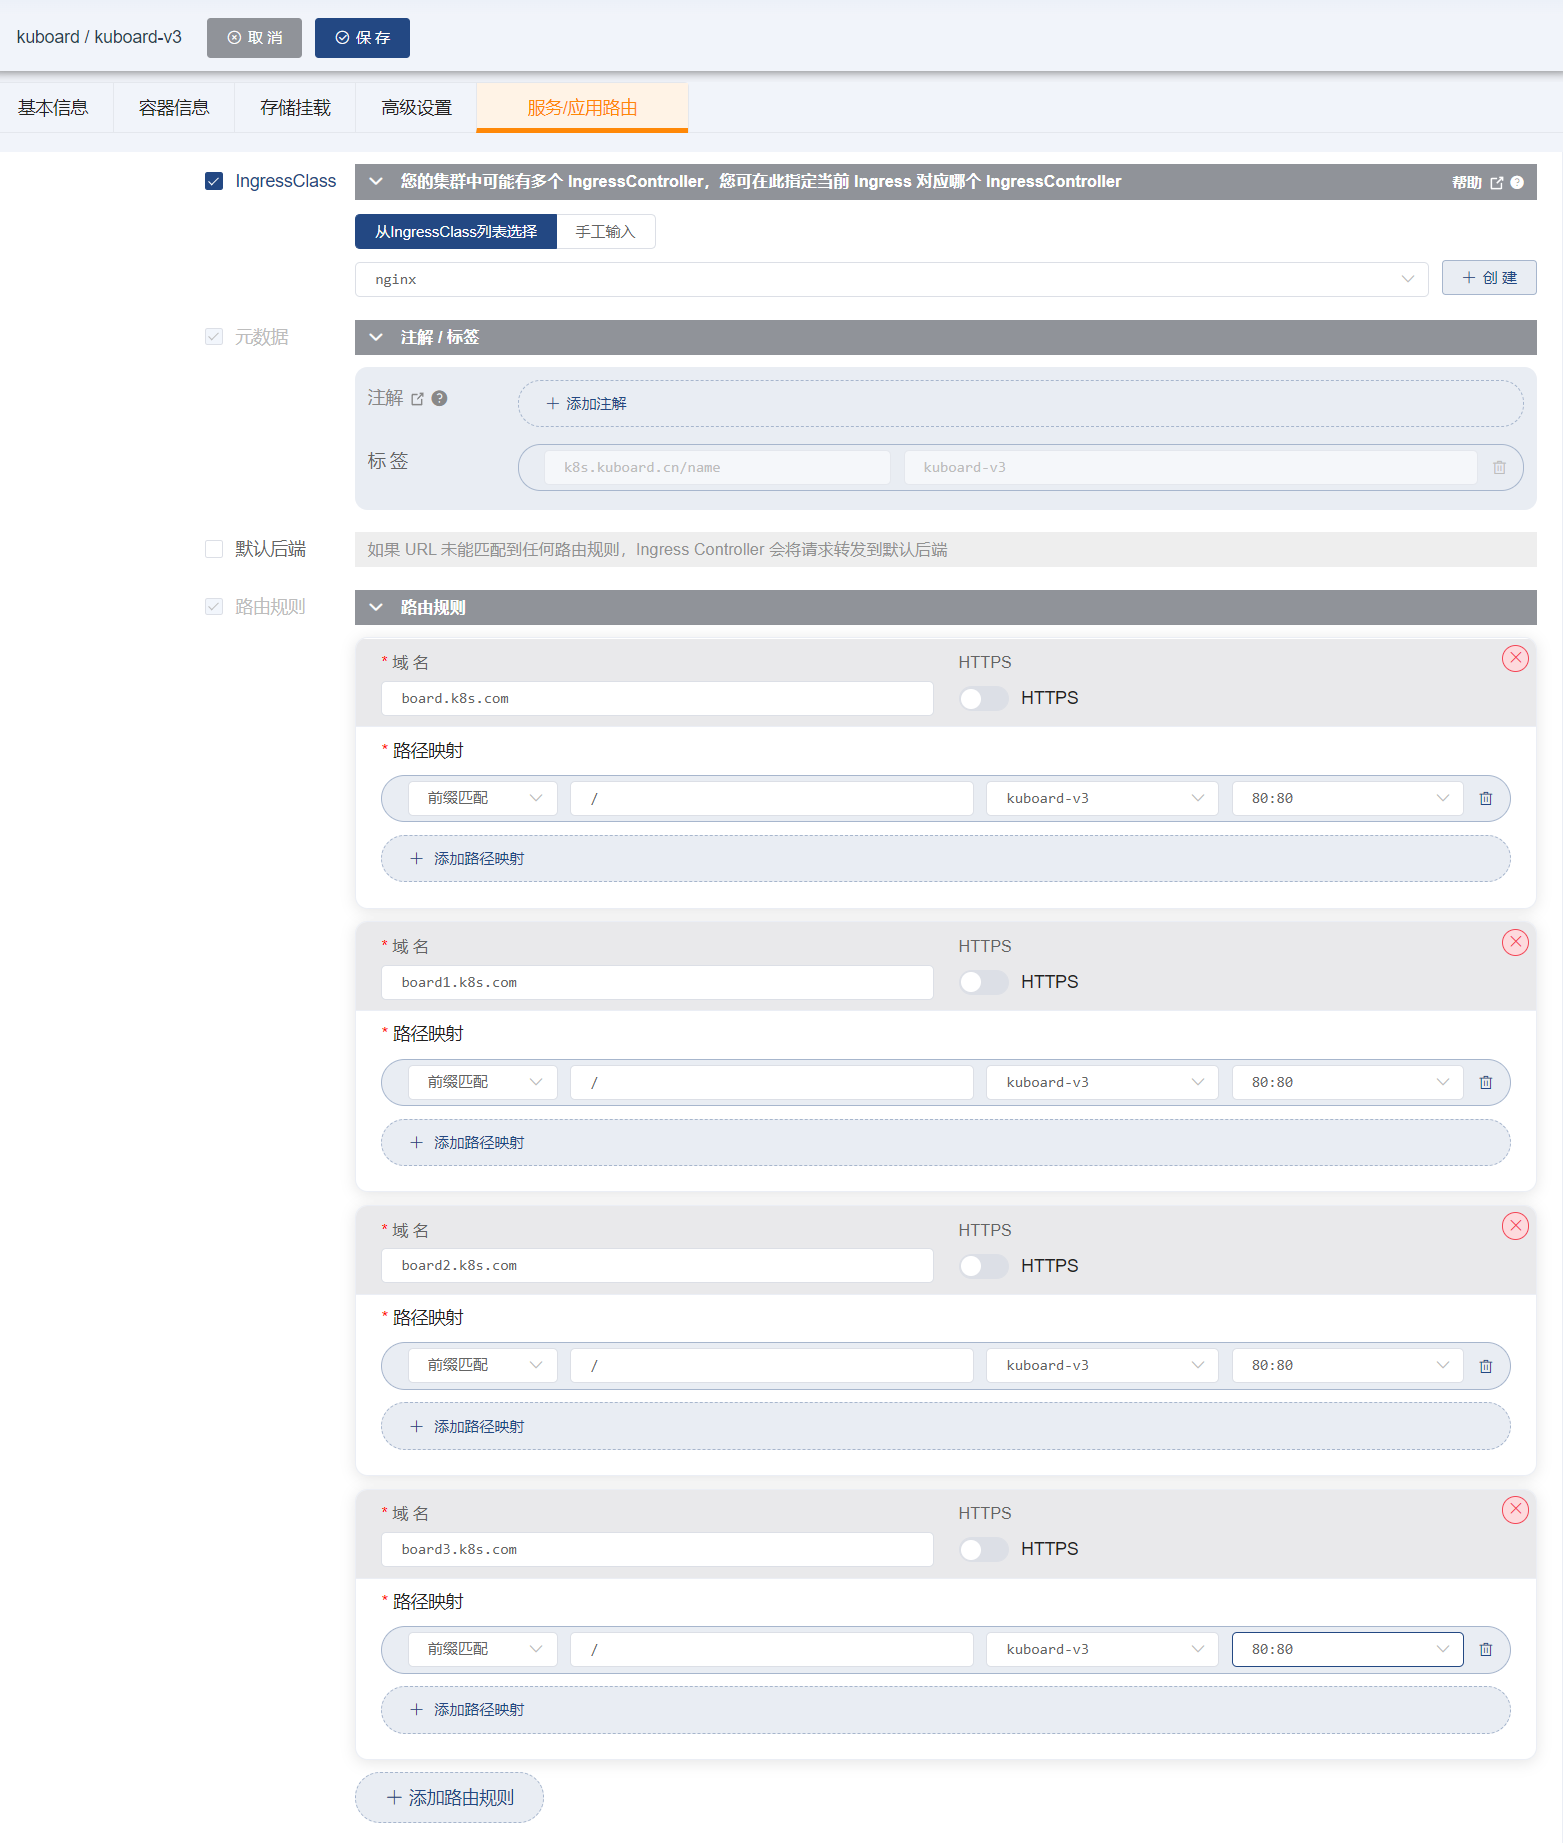 kuboard / kuboard-v3 取 消 保 存
基本信息 容器信息 存储挂载 高级设置 服务/应用路由
IngressClass 您的集群中可能有多个 IngressController，您可在此指定当前 Ingress 对应哪个 IngressController 帮助
从IngressClass列表选择 手工输入
nginx 创 建
元数据 注解 / 标签
注解 添加注解
标 签 k8s.kuboard.cn/name kuboard-v3
默认后端 如果 URL 未能匹配到任何路由规则，Ingress Controller 会将请求转发到默认后端
路由规则 路由规则
* 域 名 HTTPS
board.k8s.com HTTPS
* 路径映射
前缀匹配 / kuboard-v3 80:80
添加路径映射
* 域 名 HTTPS
board1.k8s.com HTTPS
* 路径映射
前缀匹配 / kuboard-v3 80:80
添加路径映射
* 域 名 HTTPS
board2.k8s.com HTTPS
* 路径映射
前缀匹配 / kuboard-v3 80:80
添加路径映射
* 域 名 HTTPS
board3.k8s.com HTTPS
* 路径映射
前缀匹配 / kuboard-v3 80:80
添加路径映射
添加路由规则